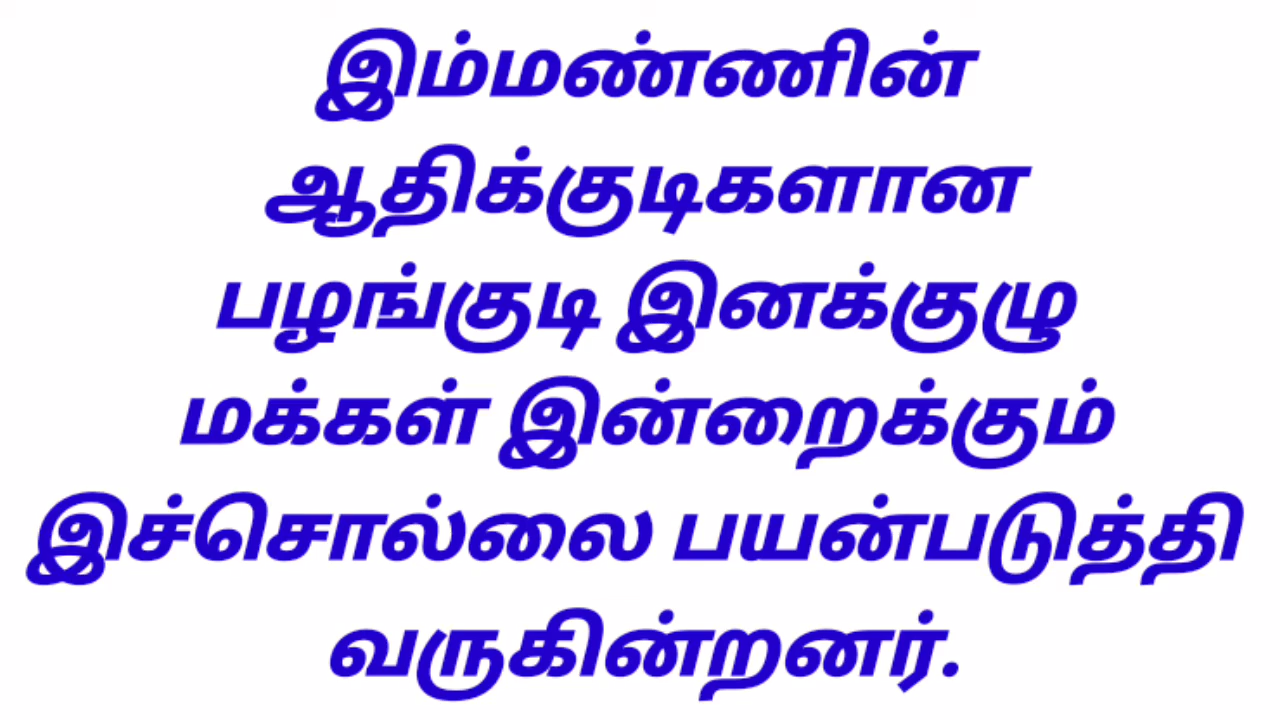 இம்மண்ணின்
ஆதிக்குடிகளான
பழங்குடி இனக்குழு
மக்கள் இன்றைக்கும்
இச்சொல்லை பயன்படுத்தி
வருகின்றனர்.